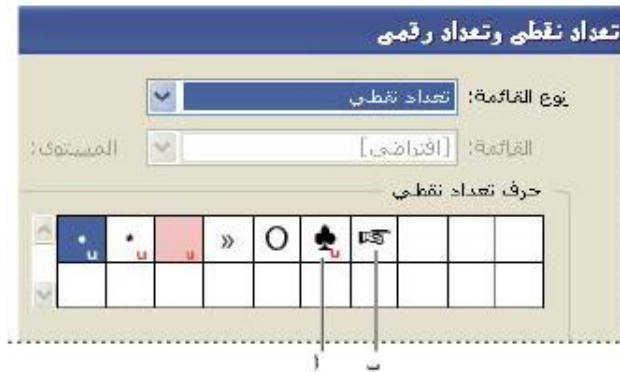 تعداد نقطي وتعداد رقمي
نوع القائمة: تعداد نقطي
القائمة: [افتراضي] المستوى:
حرف تعداد نقطي
• u • u u » O ♣ u ☞
ا ب